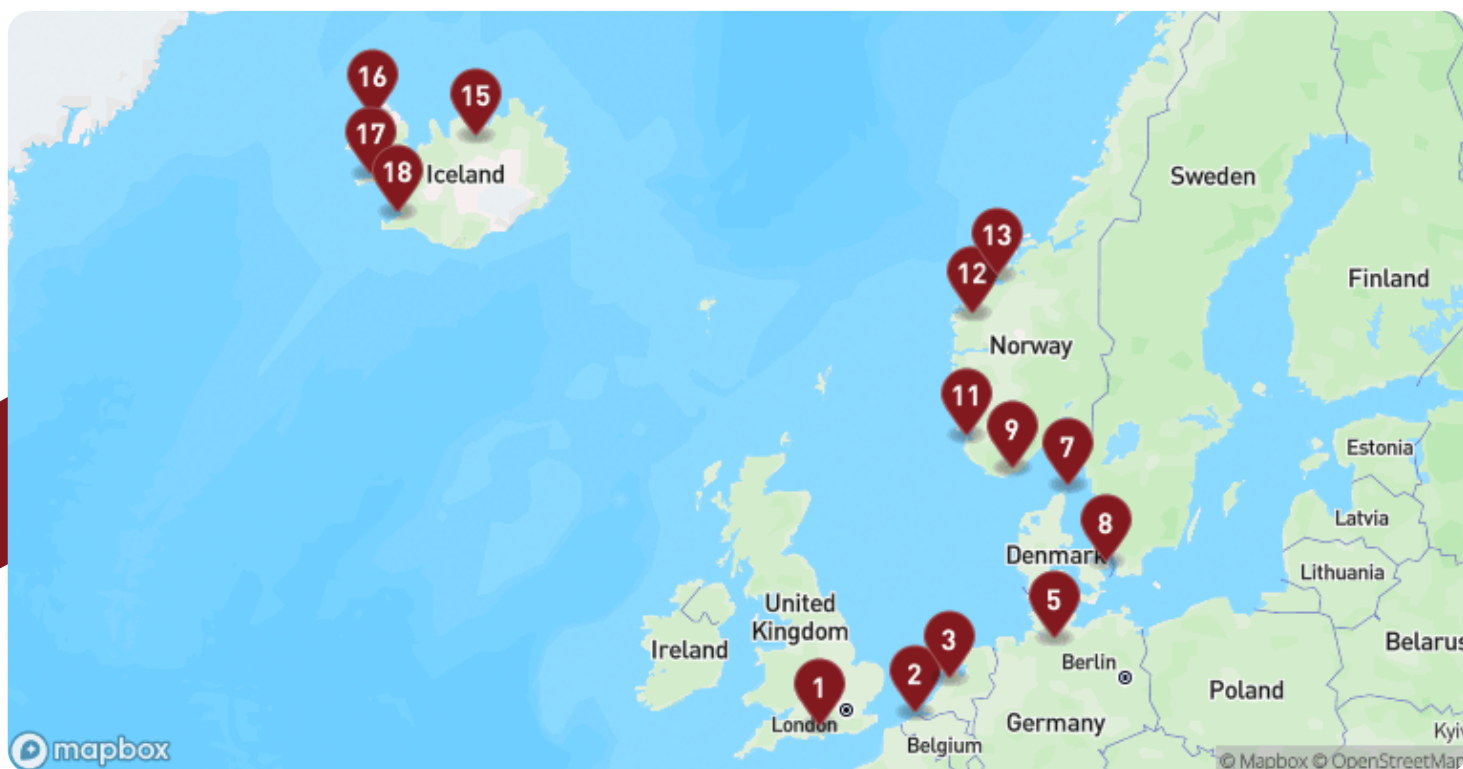 16
15
17
18
Iceland
Sweden
13
12
Finland
Norway
11
9
7
Estonia
8
Latvia
Denmark
Lithuania
5
United
Kingdom
3
Ireland
Belarus
2
Berlin
1
Poland
London
Germany
Belgium
Kyiv
mapbox
© Mapbox © OpenStreetMap